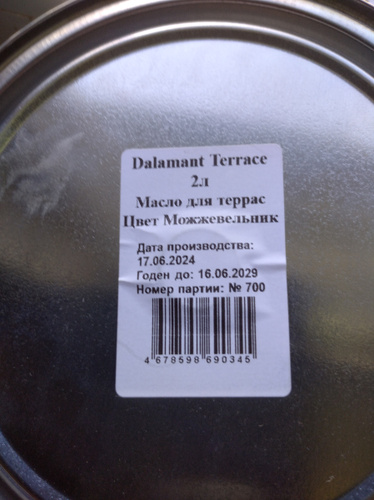 Dalamant Terrace
2л
Масло для террас
Цвет Можжевельник
Дата производства:
17.06.2024
Годен до: 16.06.2029
Номер партии: № 700
4 678598 690345